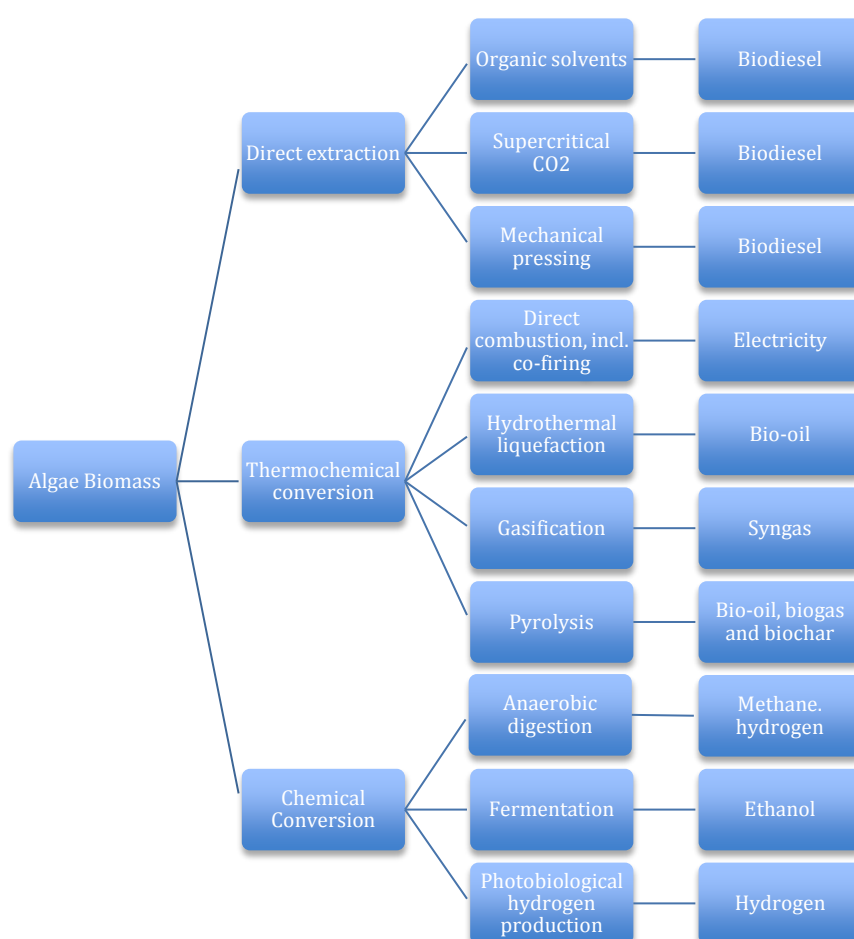 Organic solvents
Biodiesel
Direct extraction
Supercritical
CO2
Biodiesel
Mechanical
pressing
Biodiesel
Direct
combustion, incl.
co-firing
Electricity
Hydrothermal
liquefaction
Bio-oil
Algae Biomass
Thermochemical
conversion
Gasification
Syngas
Pyrolysis
Bio-oil, biogas
and biochar
Anaerobic
digestion
Methane.
hydrogen
Chemical
Conversion
Fermentation
Ethanol
Photobiological
hydrogen
production
Hydrogen